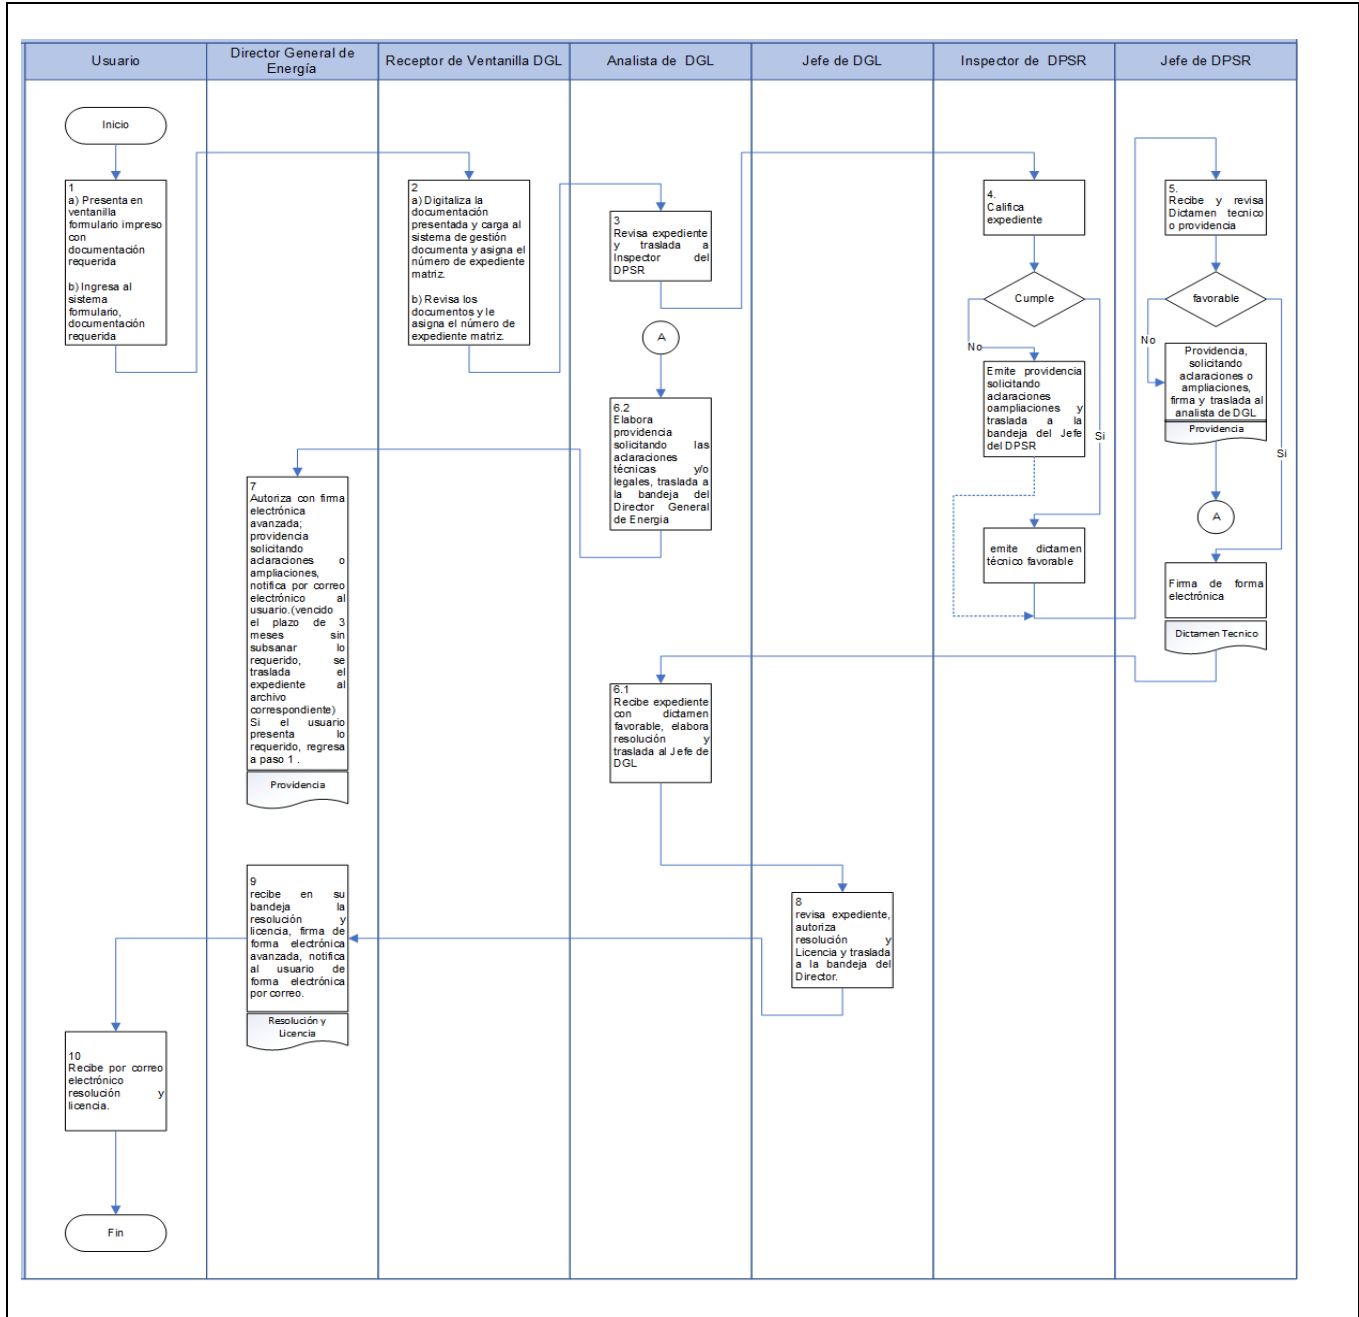 Usuario
Director General de
Energía
Receptor de Ventanilla DGL
Analista de DGL
Jefe de DGL
Inspector de DPSR
Jefe de DPSR
Inicio
1
a) Presenta en
ventanilla
formulario impreso
con
documentación
requerida
b) Ingresa al
sistema
formulario,
documentación
requerida
2
a) Digitaliza la
documentación
presentada y carga al
sistema de gestión
documenta y asigna el
número de expediente
matriz.
b) Revisa los
documentos y le
asigna el número de
expediente matriz.
3
Revisa expediente
y traslada a
Inspector del
DPSR
4.
Califica
expediente
5.
Recibe y revisa
Dictamen tecnico
o providencia
Cumple
favorable
No
No
A
Emite providencia
solicitando
aclaraciones
oampliaciones y
traslada a la
bandeja del Jefe
del DPSR
Si
Providencia,
solicitando
aclaraciones o
ampliaciones,
firma y traslada al
analista de DGL
Providencia
Si
6.2
Elabora
providencia
solicitando las
aclaraciones
técnicas y/o
legales, traslada a
la bandeja del
Director General
de Energia
A
7
Autoriza con firma
electrónica
avanzada;
providencia
solicitando
aclaraciones o
ampliaciones,
notifica por correo
electrónico al
usuario.(vencido
el plazo de 3
meses sin
subsanar lo
requerido, se
traslada el
expediente al
archivo
correspondiente)
Si el usuario
presenta lo
requerido, regresa
a paso 1 .
Providencia
emite dictamen
técnico favorable
Firma de forma
electrónica
Dictamen Tecnico
6.1
Recibe expediente
con dictamen
favorable, elabora
resolución y
traslada al Jefe de
DGL
8
revisa expediente,
autoriza
resolución y
Licencia y traslada
a la bandeja del
Director.
9
recibe en su
bandeja la
resolución y
licencia, firma de
forma electrónica
avanzada, notifica
al usuario de
forma electrónica
por correo.
Resolución y
Licencia
10
Recibe por correo
electrónico
resolución y
licencia.
Fin